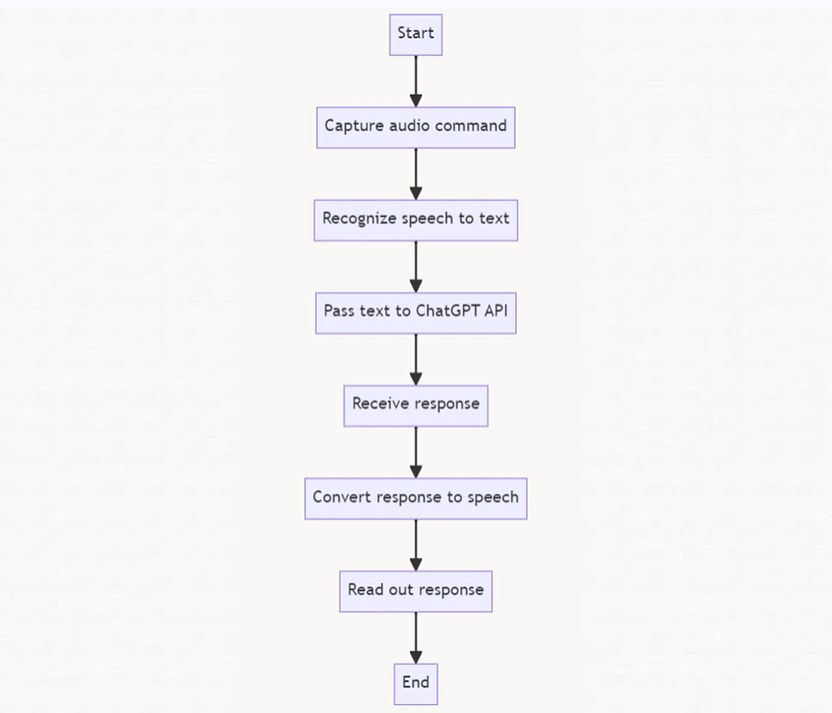 Start
Capture audio command
Recognize speech to text
Pass text to ChatGPT API
Receive response
Convert response to speech
Read out response
End